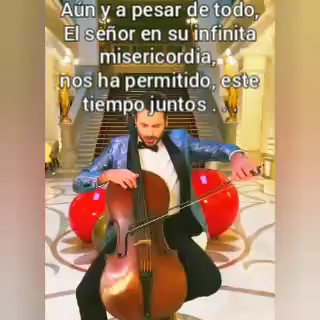 Aún y a pesar de todo,
El señor en su infinita
misericordia,
nos ha permitido, este
tiempo juntos . . .